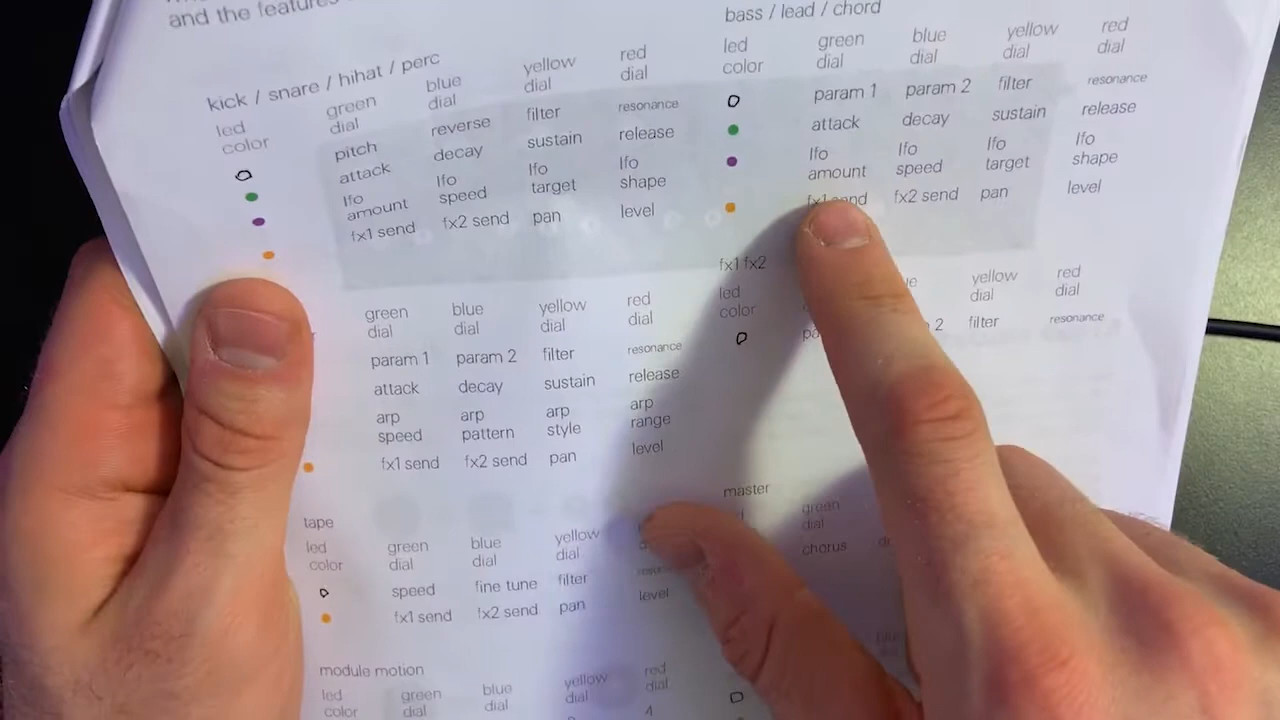 and the features
kick / snare / hihat / perc
led color green dial blue dial yellow dial red dial
pitch reverse filter resonance
attack decay sustain release
lfo amount lfo speed lfo target lfo shape
fx1 send fx2 send pan level
bass / lead / chord
led color green dial blue dial yellow dial red dial
param 1 param 2 filter resonance
attack decay sustain release
lfo amount lfo speed lfo target lfo shape
fx1 send fx2 send pan level
green dial blue dial yellow dial red dial
param 1 param 2 filter resonance
attack decay sustain release
arp speed arp pattern arp style arp range
fx1 send fx2 send pan level
fx1 fx2
led color yellow dial red dial
2 filter resonance
tape
led color green dial blue dial yellow dial
speed fine tune filter
fx1 send fx2 send pan level
master
green dial
chorus
module motion
led color green dial blue dial yellow dial red dial
4